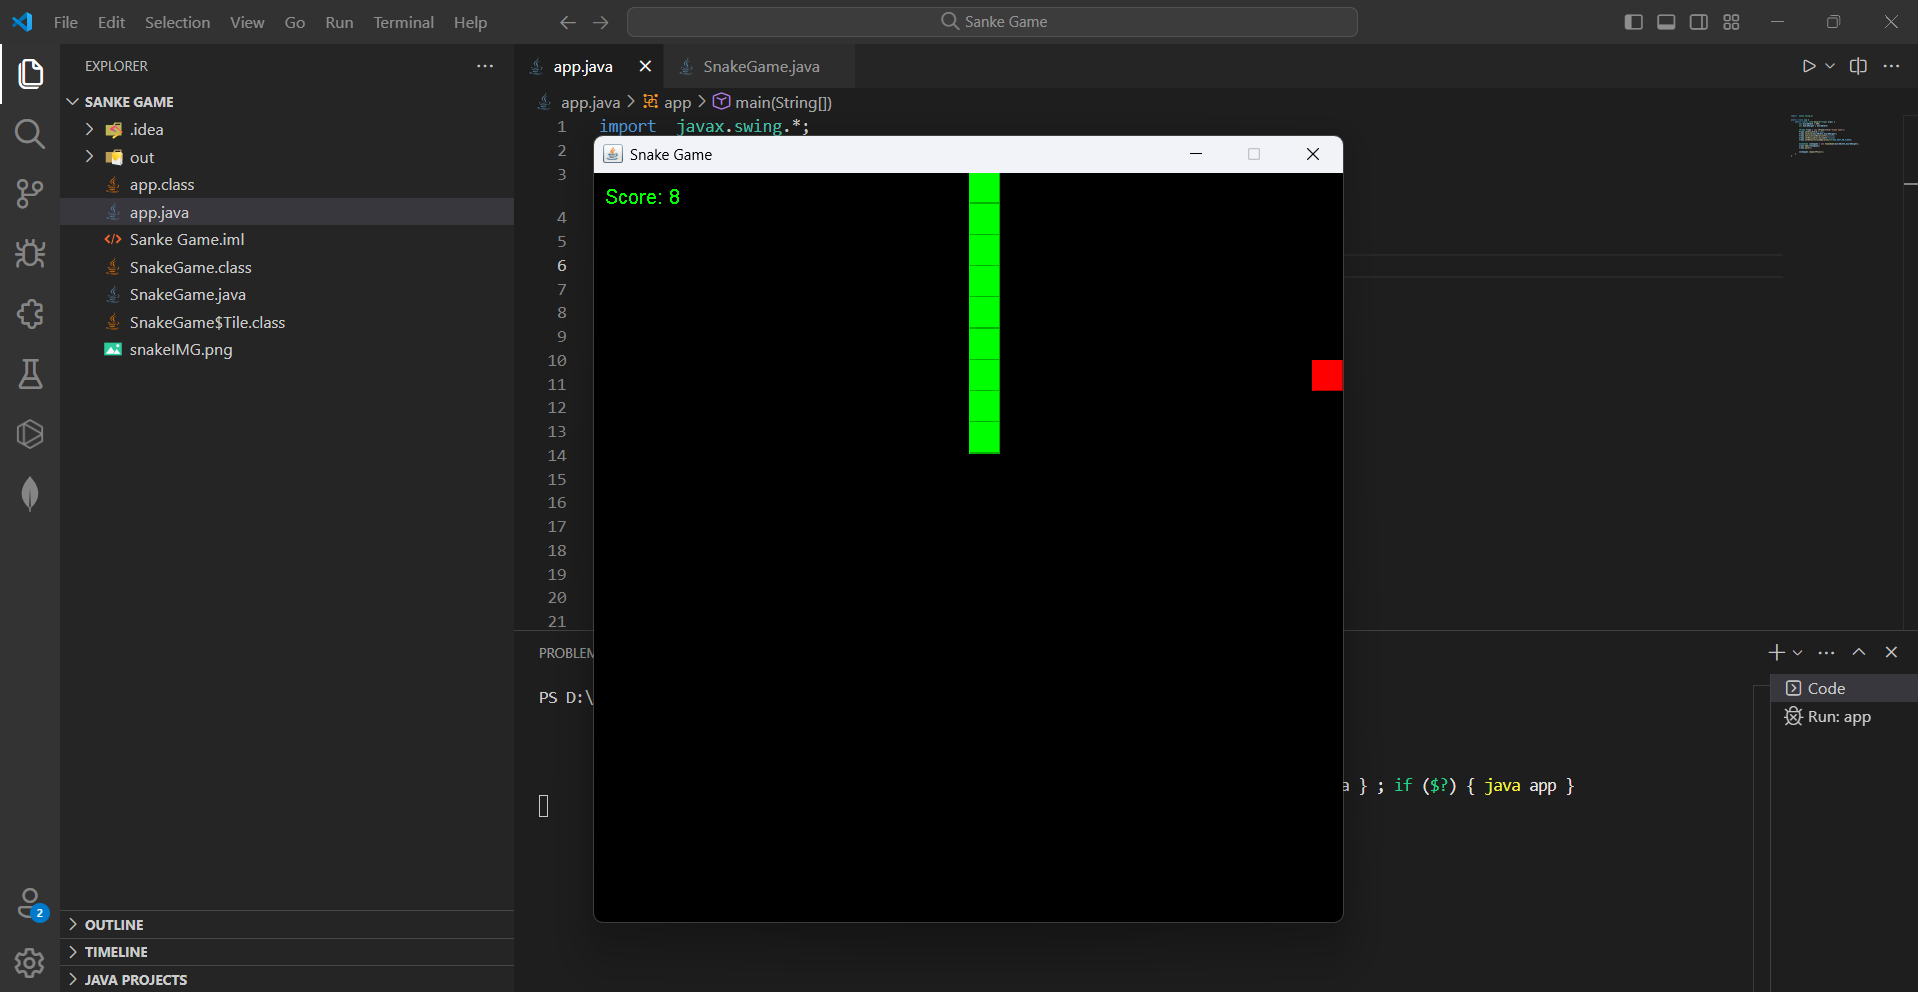 File Edit Selection View Go Run Terminal Help
Sanke Game
EXPLORER
SANKE GAME
.idea
out
app.class
app.java
Sanke Game.iml
SnakeGame.class
SnakeGame.java
SnakeGame$Tile.class
snakeIMG.png
OUTLINE
TIMELINE
JAVA PROJECTS
2
app.java SnakeGame.java
app.java app main(String[])
1 import javax.swing.*;
2
3
4
5
6
7
8
9
10
11
12
13
14
15
16
17
18
19
20
21
Snake Game
Score: 8
PROBLEM
PS D:\
a } ; if ($?) { java app }
Code
Run: app